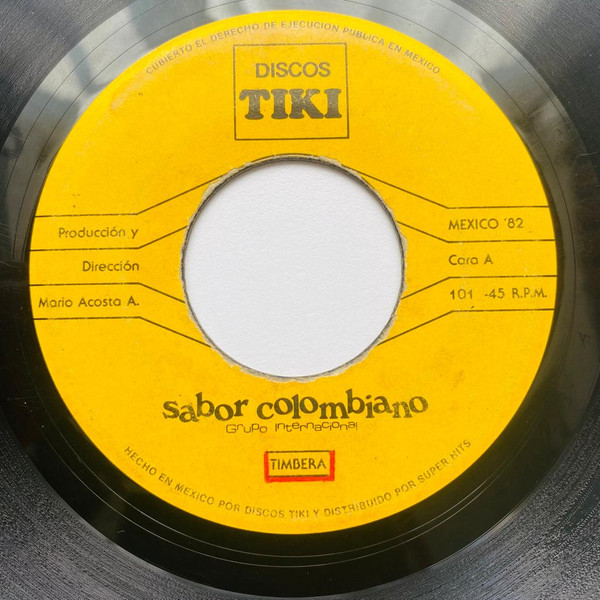 CUBIERTO EL DERECHO DE EJECUCION PUBLICA EN MEXICO
DISCOS
TIKI
Producción y
Dirección
Mario Acosta A.
MEXICO '82
Cara A
101 -45 R.P.M.
sabor colombiano
Grupo Internacional
TIMBERA
HECHO EN MEXICO POR DISCOS TIKI Y DISTRIBUIDO POR SUPER HITS